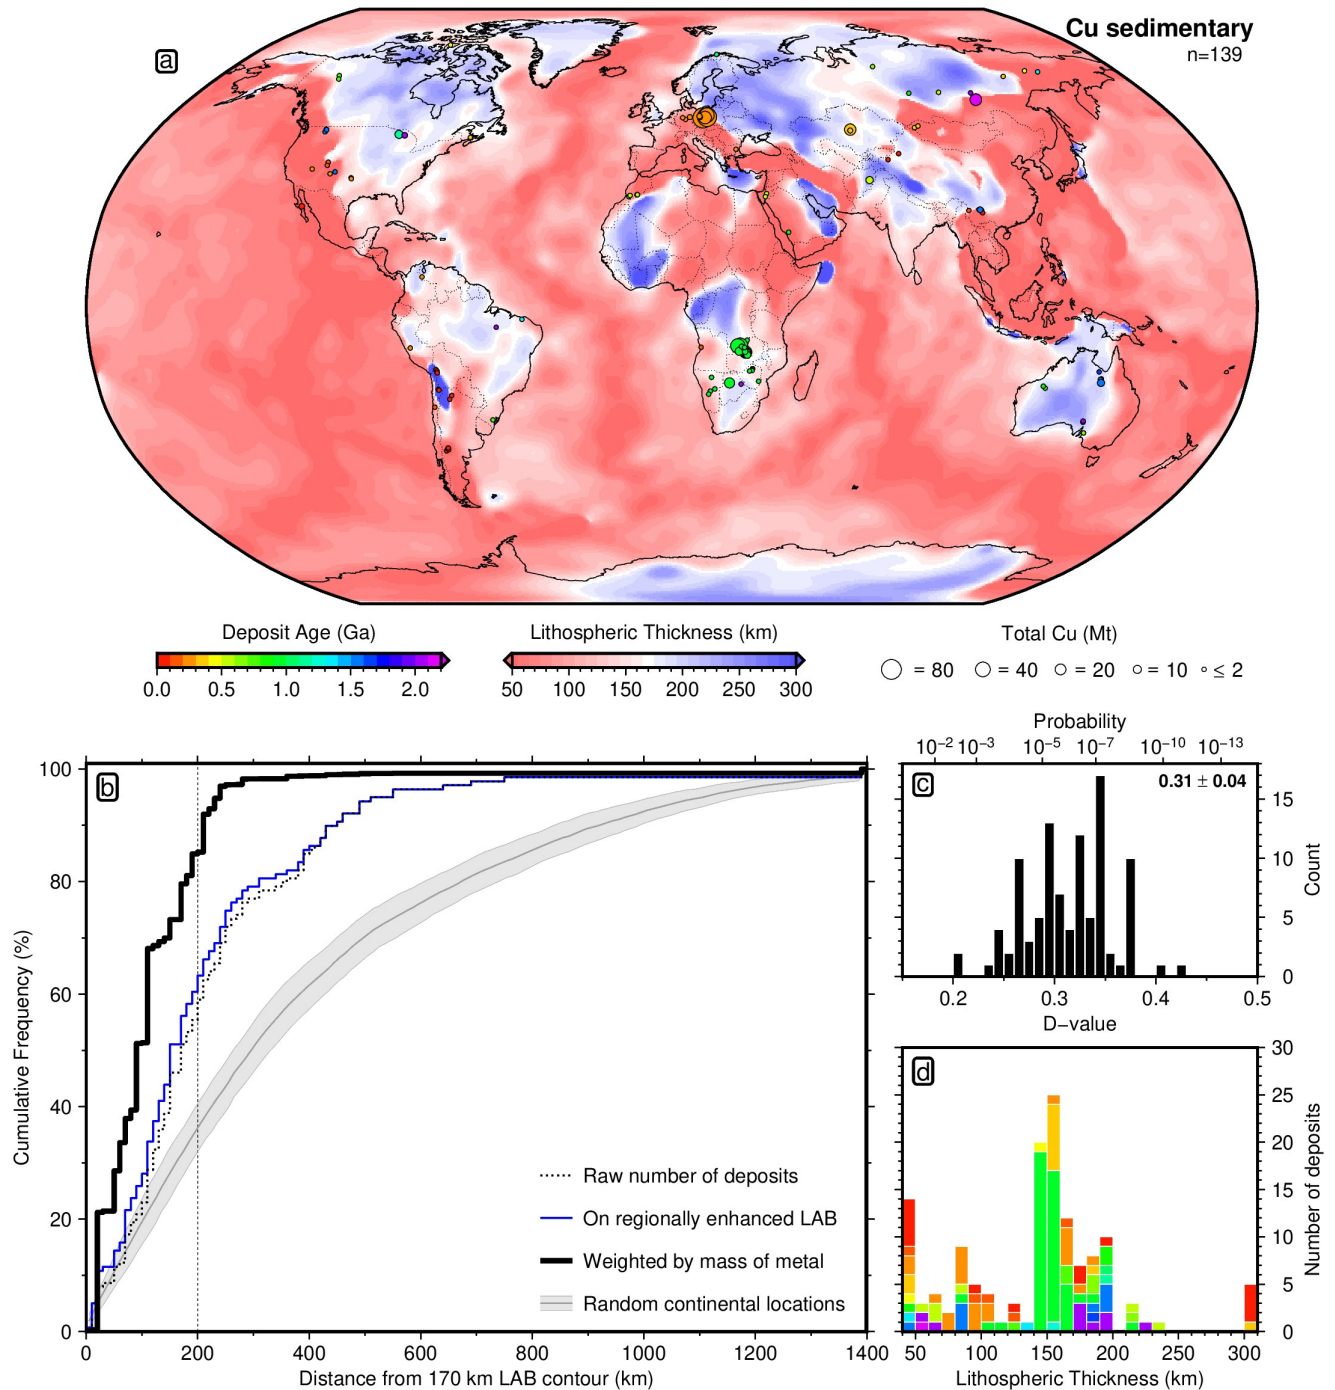 Cu sedimentary
n=139
a
Deposit Age (Ga)
0.0 0.5 1.0 1.5 2.0
Lithospheric Thickness (km)
50 100 150 200 250 300
Total Cu (Mt)
= 80 = 40 = 20 = 10 ≤ 2
b
Cumulative Frequency (%)
100
80
60
40
20
0
0 200 400 600 800 1000 1200 1400
Distance from 170 km LAB contour (km)
Raw number of deposits
On regionally enhanced LAB
Weighted by mass of metal
Random continental locations
Probability
10−2 10−3 10−5 10−7 10−10 10−13
c
0.31 ± 0.04
15
10
5
0
Count
0.2 0.3 0.4 0.5
D−value
d
30
25
20
15
10
5
0
Number of deposits
50 100 150 200 250 300
Lithospheric Thickness (km)